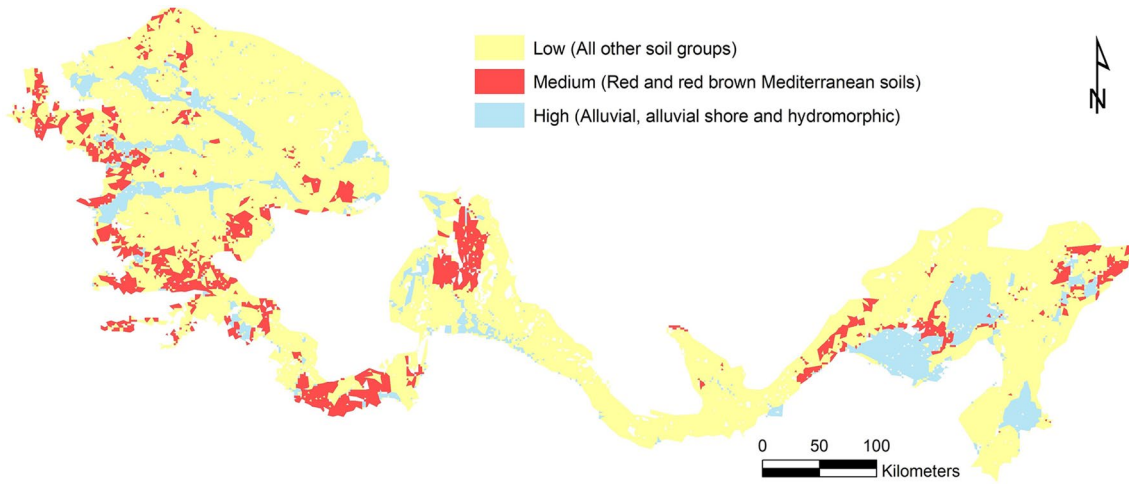 Low (All other soil groups)
Medium (Red and red brown Mediterranean soils)
High (Alluvial, alluvial shore and hydromorphic)
N
0 50 100
Kilometers